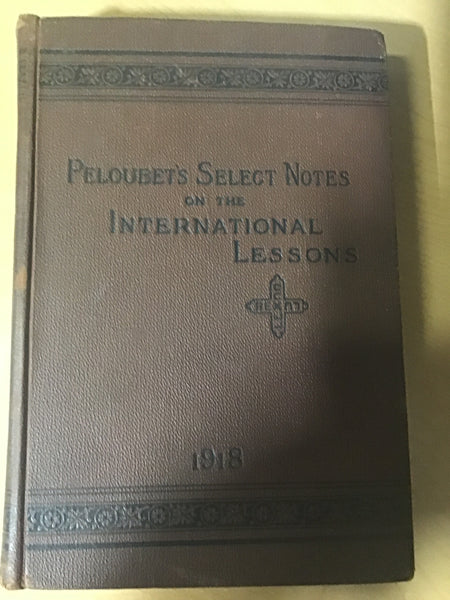 PELOUBET'S SELECT NOTES
ON THE
INTERNATIONAL
LESSONS
1918